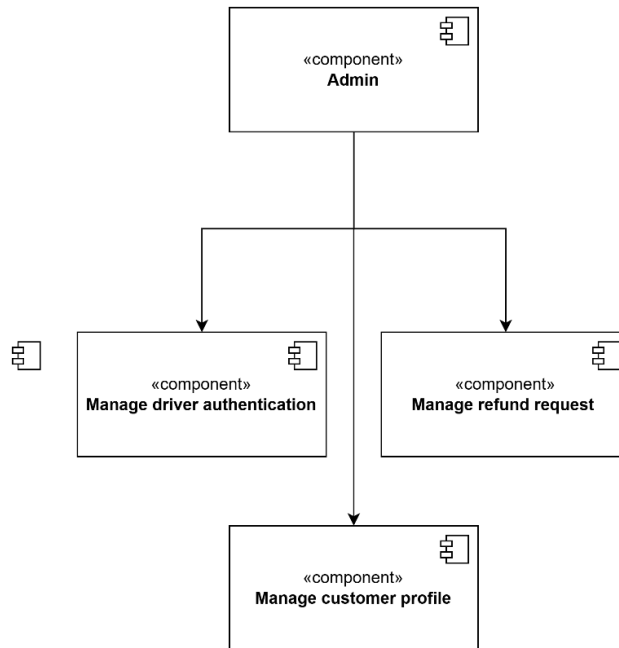 «component»
Admin
«component»
Manage driver authentication
«component»
Manage refund request
«component»
Manage customer profile